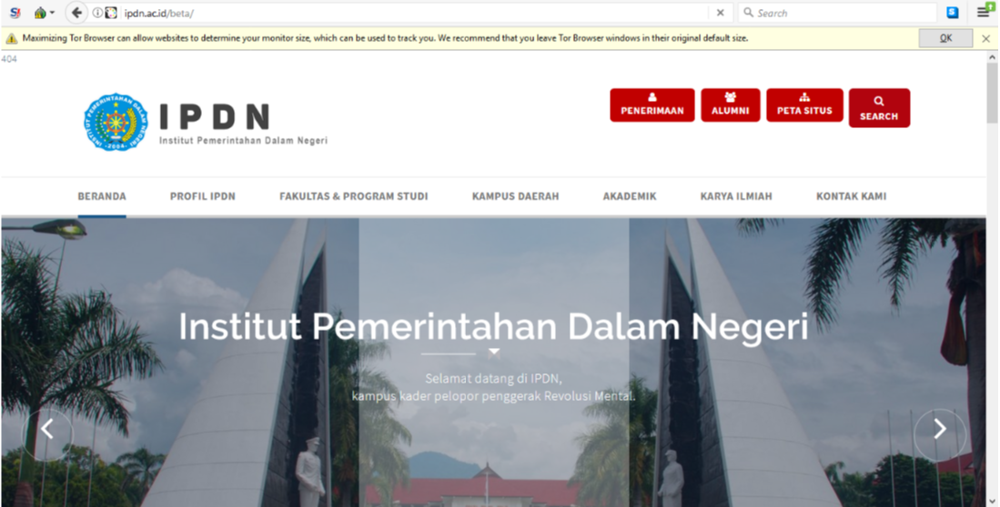 ipdn.ac.id/beta/
Search
Maximizing Tor Browser can allow websites to determine your monitor size, which can be used to track you. We recommend that you leave Tor Browser windows in their original default size.
OK
404
IPDN
Institut Pemerintahan Dalam Negeri
PENERIMAAN
ALUMNI
PETA SITUS
SEARCH
BERANDA
PROFIL IPDN
FAKULTAS & PROGRAM STUDI
KAMPUS DAERAH
AKADEMIK
KARYA ILMIAH
KONTAK KAMI
Institut Pemerintahan Dalam Negeri
Selamat datang di IPDN,
kampus kader pelopor penggerak Revolusi Mental.